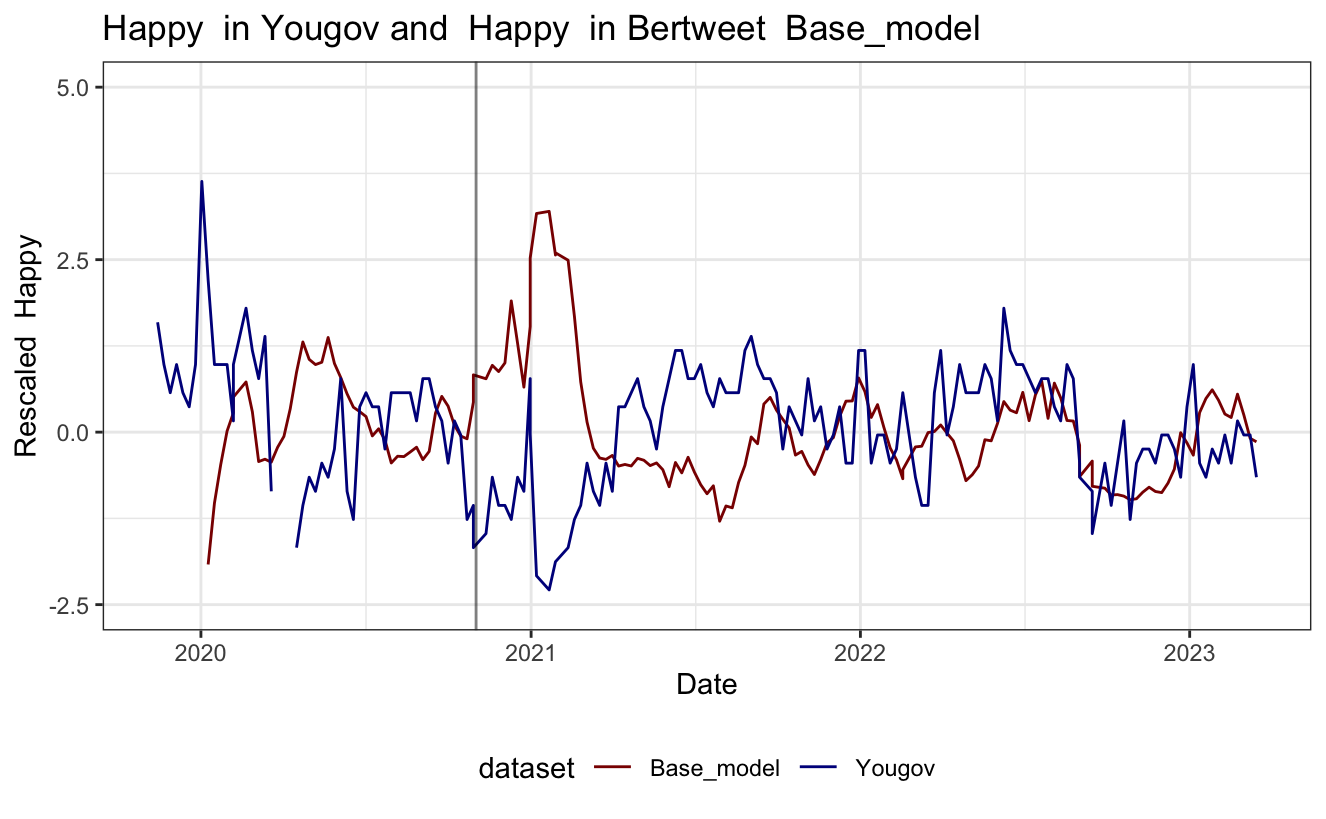 Happy in Yougov and Happy in Bertweet Base_model
Rescaled Happy
5.0
2.5
0.0
-2.5
2020 2021 2022 2023
Date
dataset Base_model Yougov